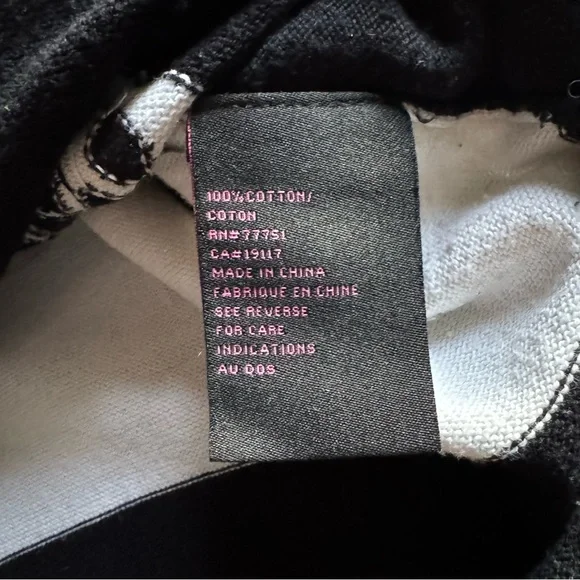 100%COTTON/
COTON
RN#77751
CA#19117
MADE IN CHINA
FABRIQUE EN CHINE
SEE REVERSE
FOR CARE
INDICATIONS
AU QOS